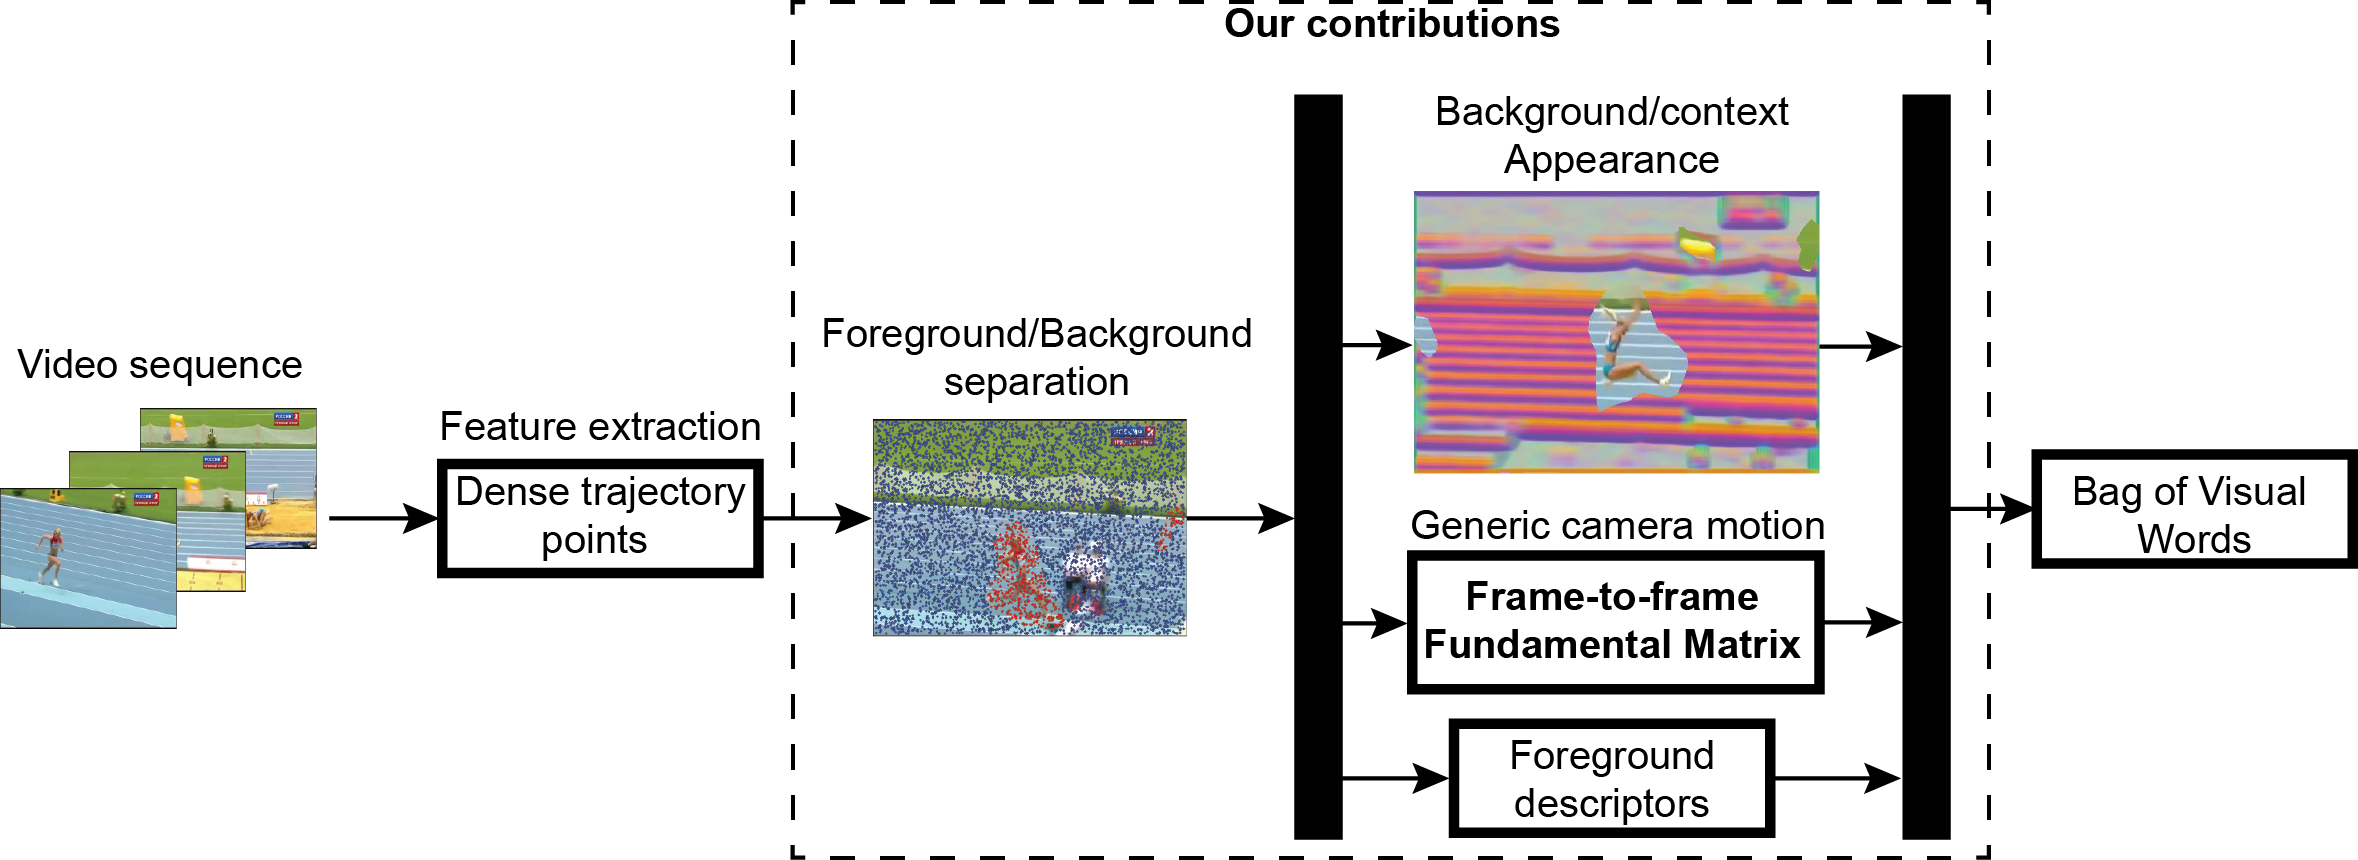 Our contributions
Video sequence
Feature extraction
Dense trajectory
points
Foreground/Background
separation
Background/context
Appearance
Generic camera motion
Frame-to-frame
Fundamental Matrix
Foreground
descriptors
Bag of Visual
Words